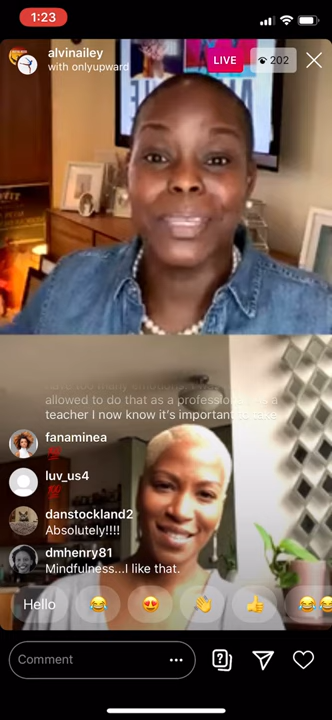 1:23
alvinailey
with onlyupward
LIVE
202
allowed to do that as a professional. As a
teacher I now know it's important to take
fanaminea
💯
luv_us4
💯
danstockland2
Absolutely!!!!
dmhenry81
Mindfulness...I like that.
Hello 😂 😍 👋 👍 😂😂
Comment